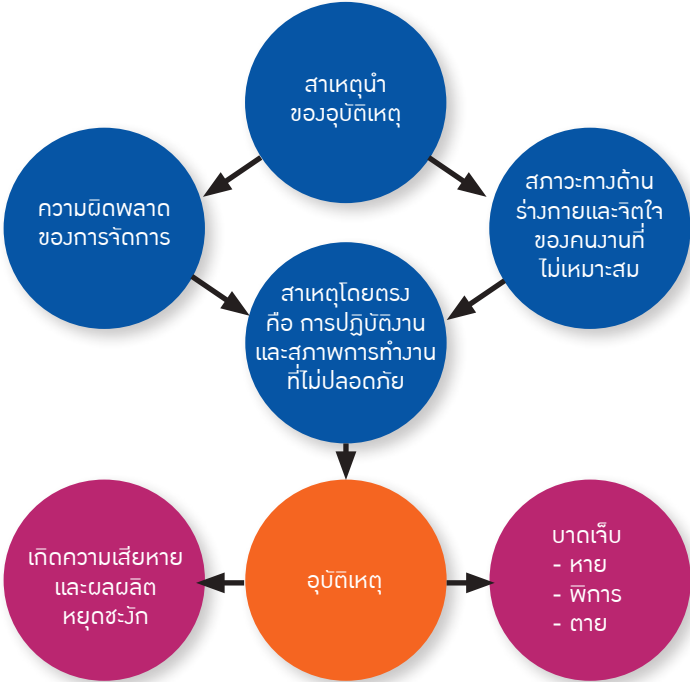 สาเหตุนำ
ของอุบัติเหตุ
ความผิดพลาด
ของการจัดการ
สภาวะทางด้าน
ร่างกายและจิตใจ
ของคนงานที่
ไม่เหมาะสม
สาเหตุโดยตรง
คือ การปฏิบัติงาน
และสภาพการทำงาน
ที่ไม่ปลอดภัย
เกิดความเสียหาย
และผลผลิต
หยุดชะงัก
อุบัติเหตุ
บาดเจ็บ
- หาย
- พิการ
- ตาย